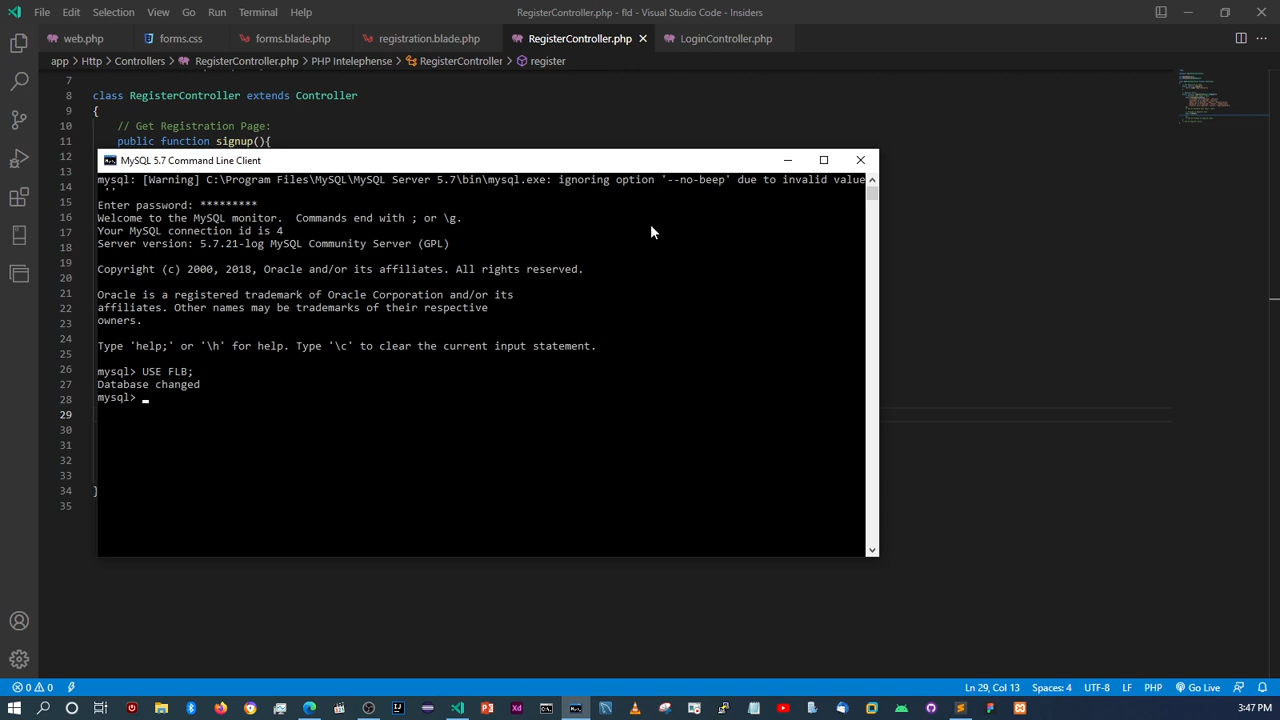 File Edit Selection View Go Run Terminal Help
RegisterController.php - fld - Visual Studio Code - Insiders
web.php forms.css forms.blade.php registration.blade.php RegisterController.php LoginController.php
app > Http > Controllers > RegisterController.php > PHP Intelephense > RegisterController > register
7
8 class RegisterController extends Controller
9 {
10 // Get Registration Page:
11 public function signup(){
12
13
14
15
16
17
18
19
20
21
22
23
24
25
26
27
28
29
30
31
32
33
34 }
35
MySQL 5.7 Command Line Client
mysql: [Warning] C:\Program Files\MySQL\MySQL Server 5.7\bin\mysql.exe: ignoring option '--no-beep' due to invalid value
''
Enter password: *********
Welcome to the MySQL monitor. Commands end with ; or \g.
Your MySQL connection id is 4
Server version: 5.7.21-log MySQL Community Server (GPL)
Copyright (c) 2000, 2018, Oracle and/or its affiliates. All rights reserved.
Oracle is a registered trademark of Oracle Corporation and/or its
affiliates. Other names may be trademarks of their respective
owners.
Type 'help;' or '\h' for help. Type '\c' to clear the current input statement.
mysql> USE FLB;
Database changed
mysql> _
0 0 Ln 29, Col 13 Spaces: 4 UTF-8 LF PHP Go Live
3:47 PM